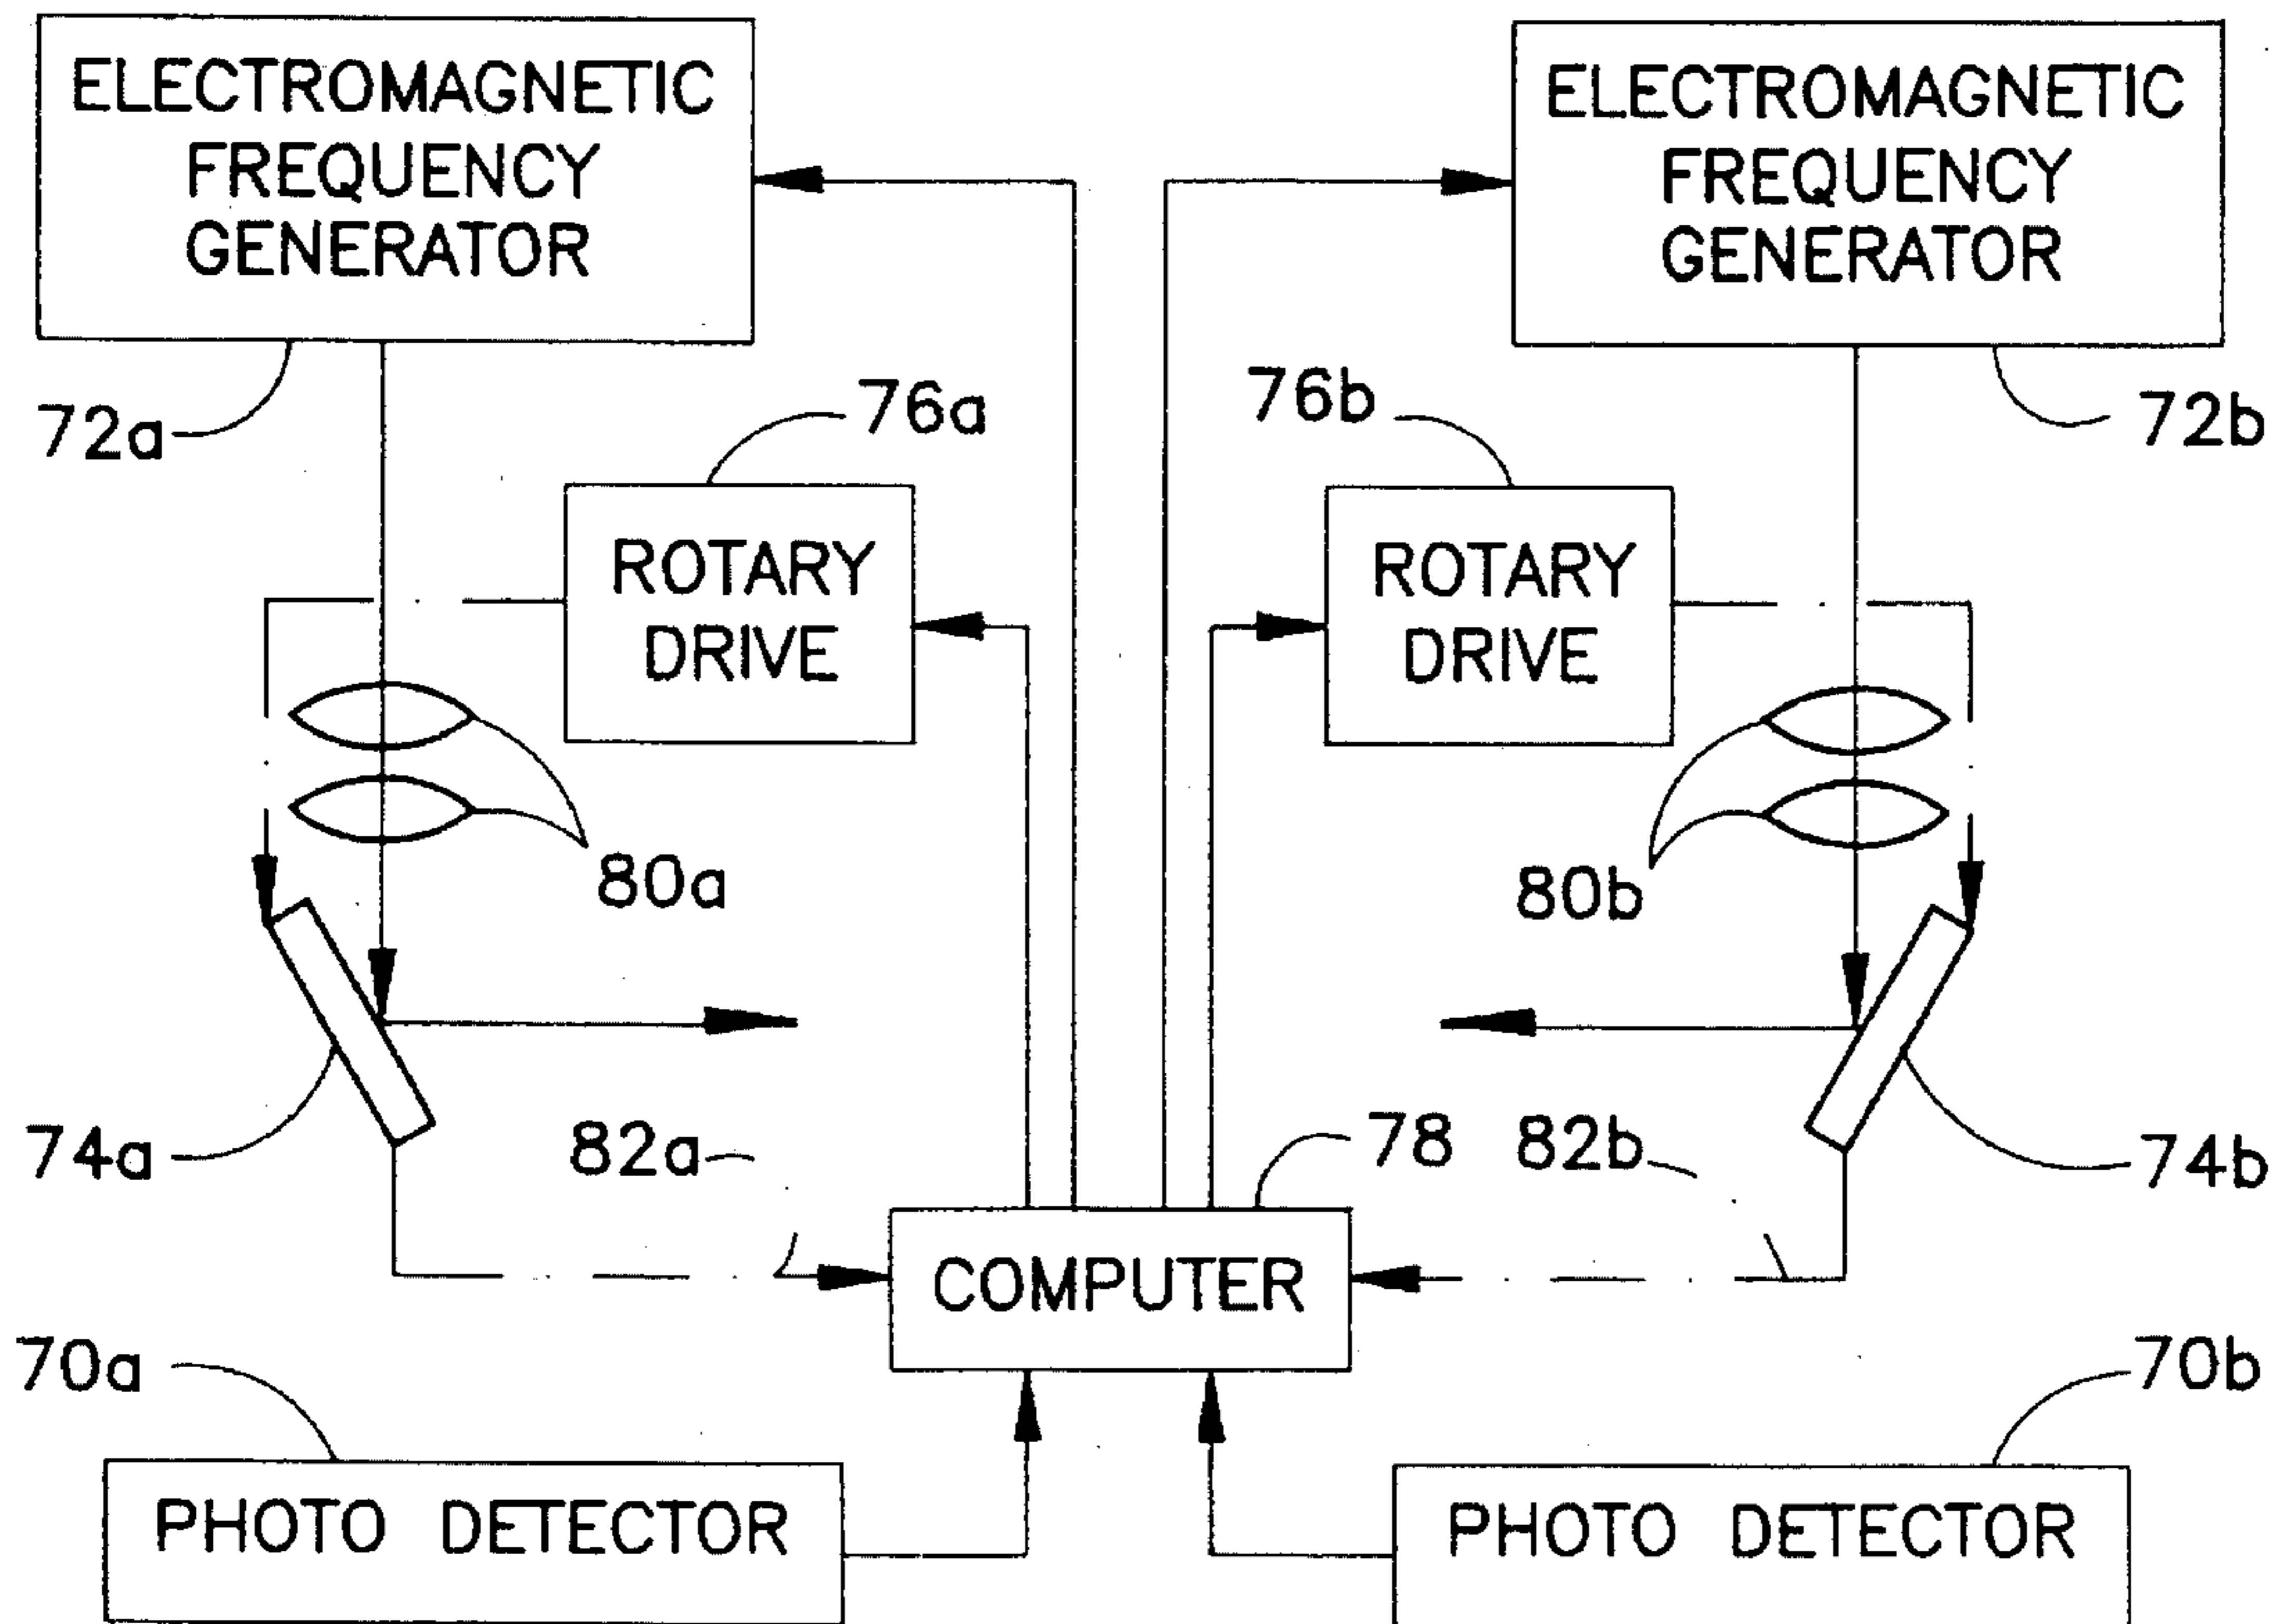 ELECTROMAGNETIC
FREQUENCY
GENERATOR
ELECTROMAGNETIC
FREQUENCY
GENERATOR
72a
76a
76b
72b
ROTARY
DRIVE
ROTARY
DRIVE
80a
80b
74a
82a
78
82b
74b
COMPUTER
70a
70b
PHOTO DETECTOR
PHOTO DETECTOR